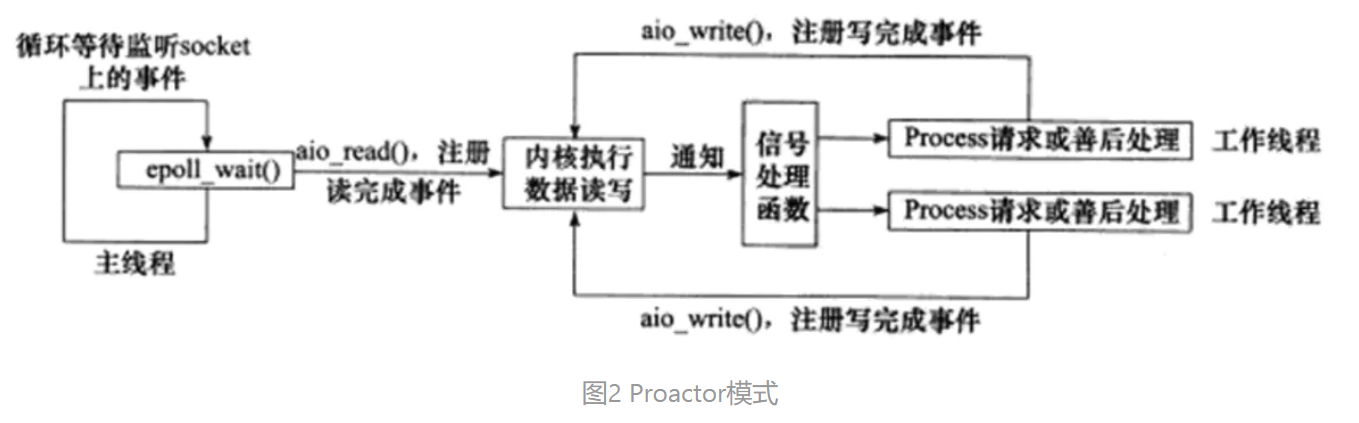 aio_write(),注册写完成事件
循环等待监听socket
上的事件
epoll_wait()
主线程
aio_read(),注册
读完成事件
内核执行
数据读写
通知
信号
处理
函数
Process请求或善后处理
工作线程
Process请求或善后处理
工作线程
aio_write(),注册写完成事件
图2 Proactor模式